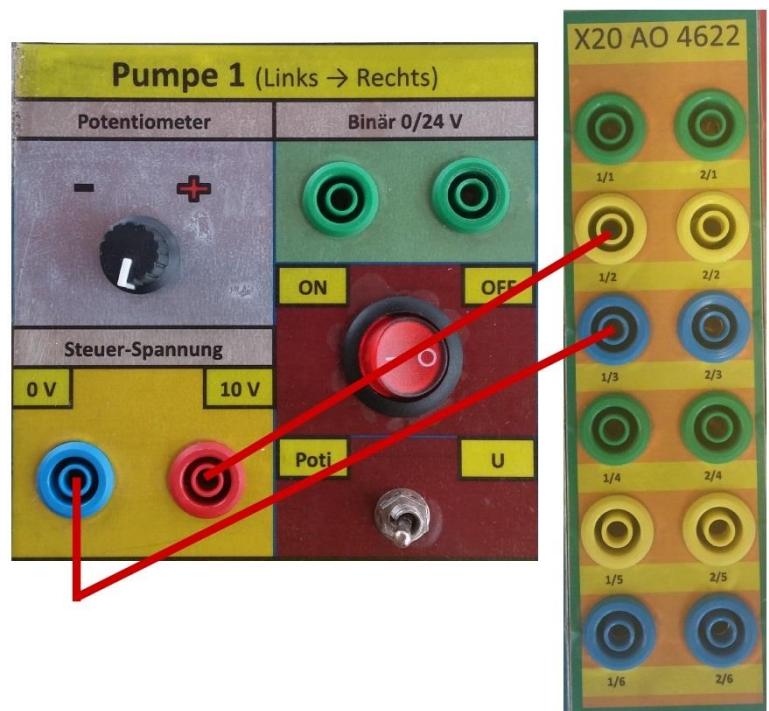 Pumpe 1 (Links → Rechts)
Potentiometer
Binär 0/24 V
- +
ON
OFF
Steuer-Spannung
0 V
10 V
Poti
U
X20 AO 4622
1/1 2/1
1/2 2/2
1/3 2/3
1/4 2/4
1/5 2/5
1/6 2/6